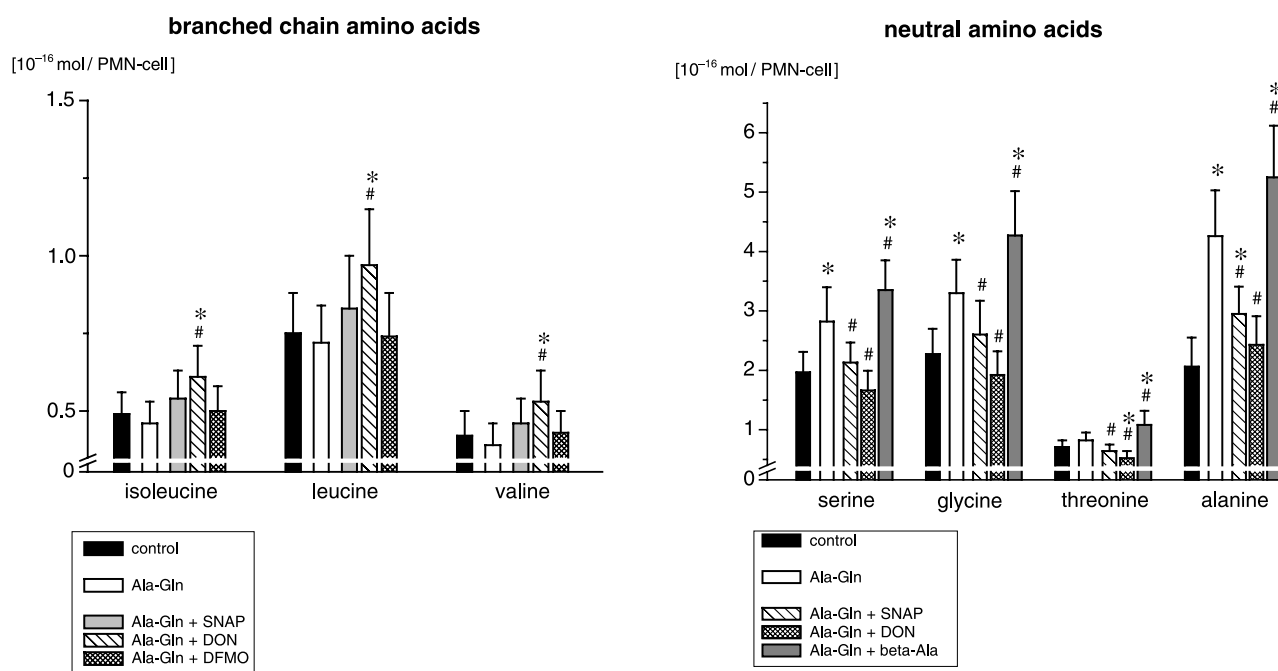 branched chain amino acids
[10⁻¹⁶ mol / PMN-cell]
1.5
1.0
0.5
0
*
#
*
#
*
#
isoleucine leucine valine
control
Ala-Gln
Ala-Gln + SNAP
Ala-Gln + DON
Ala-Gln + DFMO
neutral amino acids
[10⁻¹⁶ mol / PMN-cell]
6
5
4
3
2
1
0
* # # * #
* # # * #
# * # * #
* * # # * #
serine glycine threonine alanine
control
Ala-Gln
Ala-Gln + SNAP
Ala-Gln + DON
Ala-Gln + beta-Ala